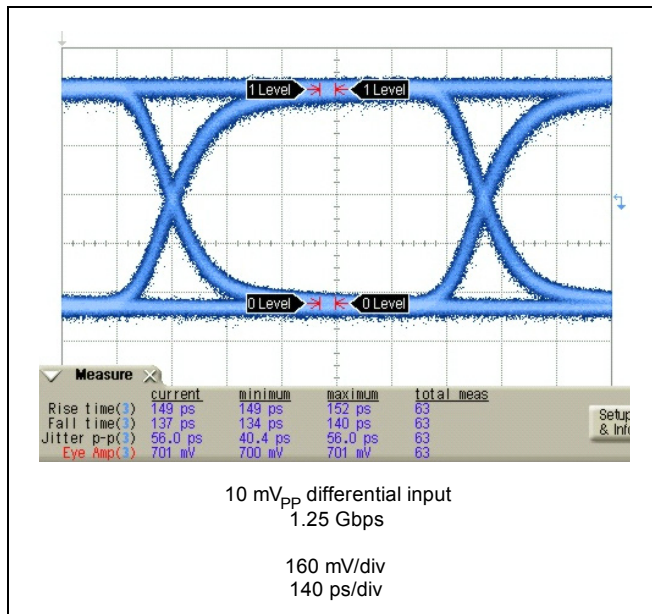 1 Level 1 Level
0 Level 0 Level
Measure
current minimum maximum total meas
Rise time(3) 149 ps 149 ps 152 ps 63
Fall time(3) 137 ps 134 ps 140 ps 63
Jitter p-p(3) 56.0 ps 40.4 ps 56.0 ps 63
Eye Amp(3) 701 mV 700 mV 701 mV 63
Setup
& Info
10 mVPP differential input
1.25 Gbps
160 mV/div
140 ps/div